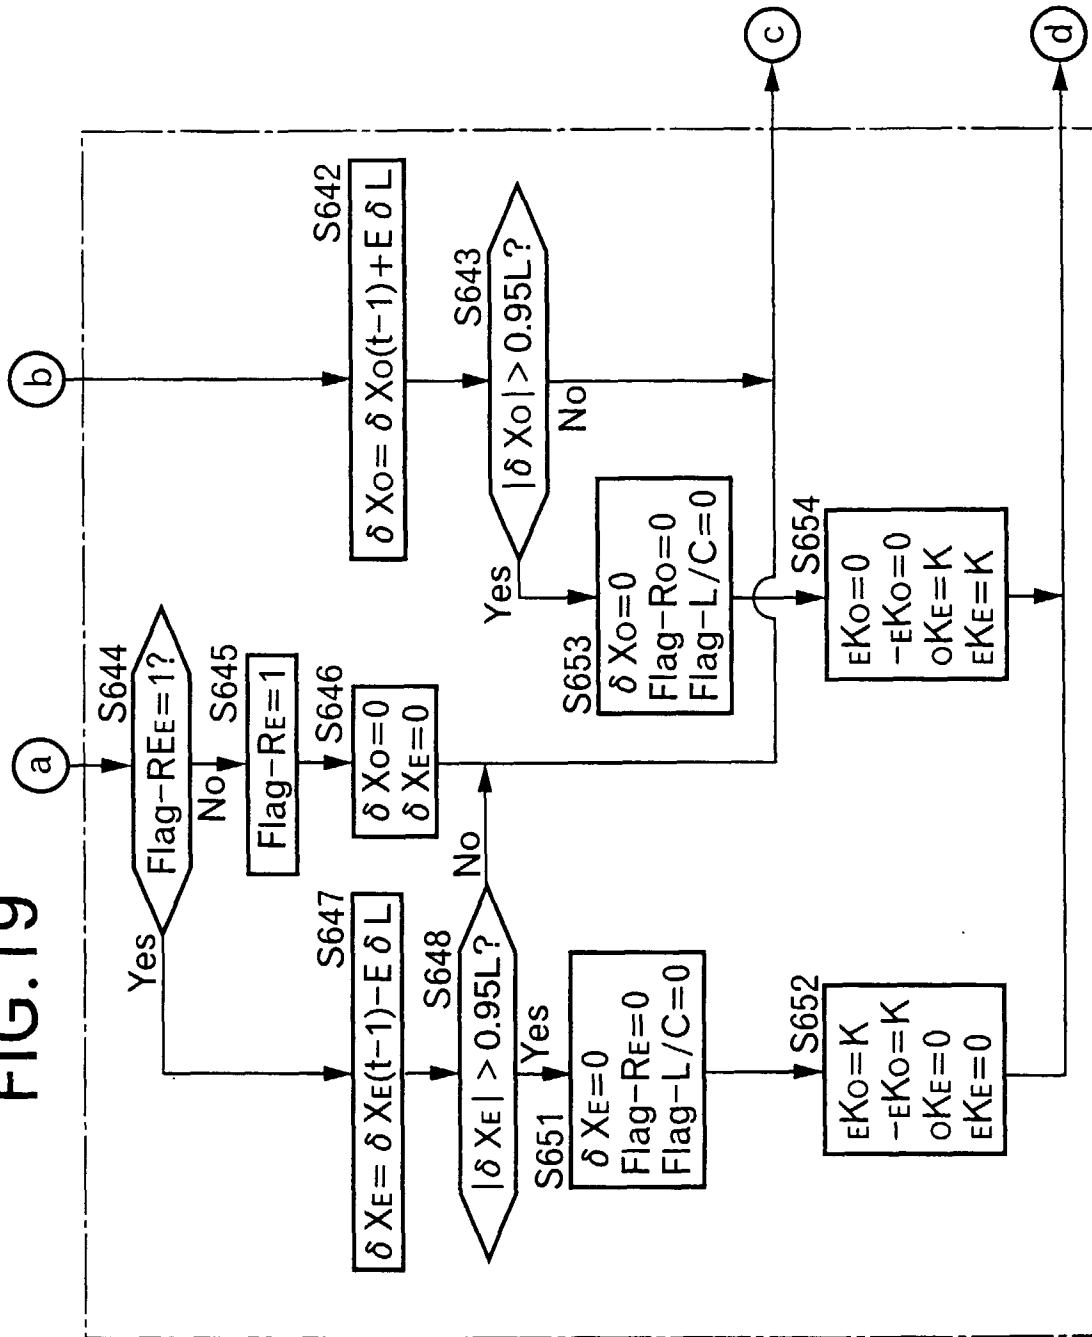 FIG.19
a
b
S644
Flag-REE=1?
Yes
No
S645
Flag-RE=1
S646
δXO=0
δXE=0
S647
δXE=δXE(t-1)-EδL
S648
|δXE|>0.95L?
No
Yes
S651
δXE=0
Flag-RE=0
Flag-L/C=0
S652
EKO=K
-EKO=K
OKE=0
EKE=0
S642
δXO=δXO(t-1)+EδL
S643
|δXO|>0.95L?
Yes
No
S653
δXO=0
Flag-RO=0
Flag-L/C=0
S654
EKO=0
-EKO=0
OKE=K
EKE=K
c
d